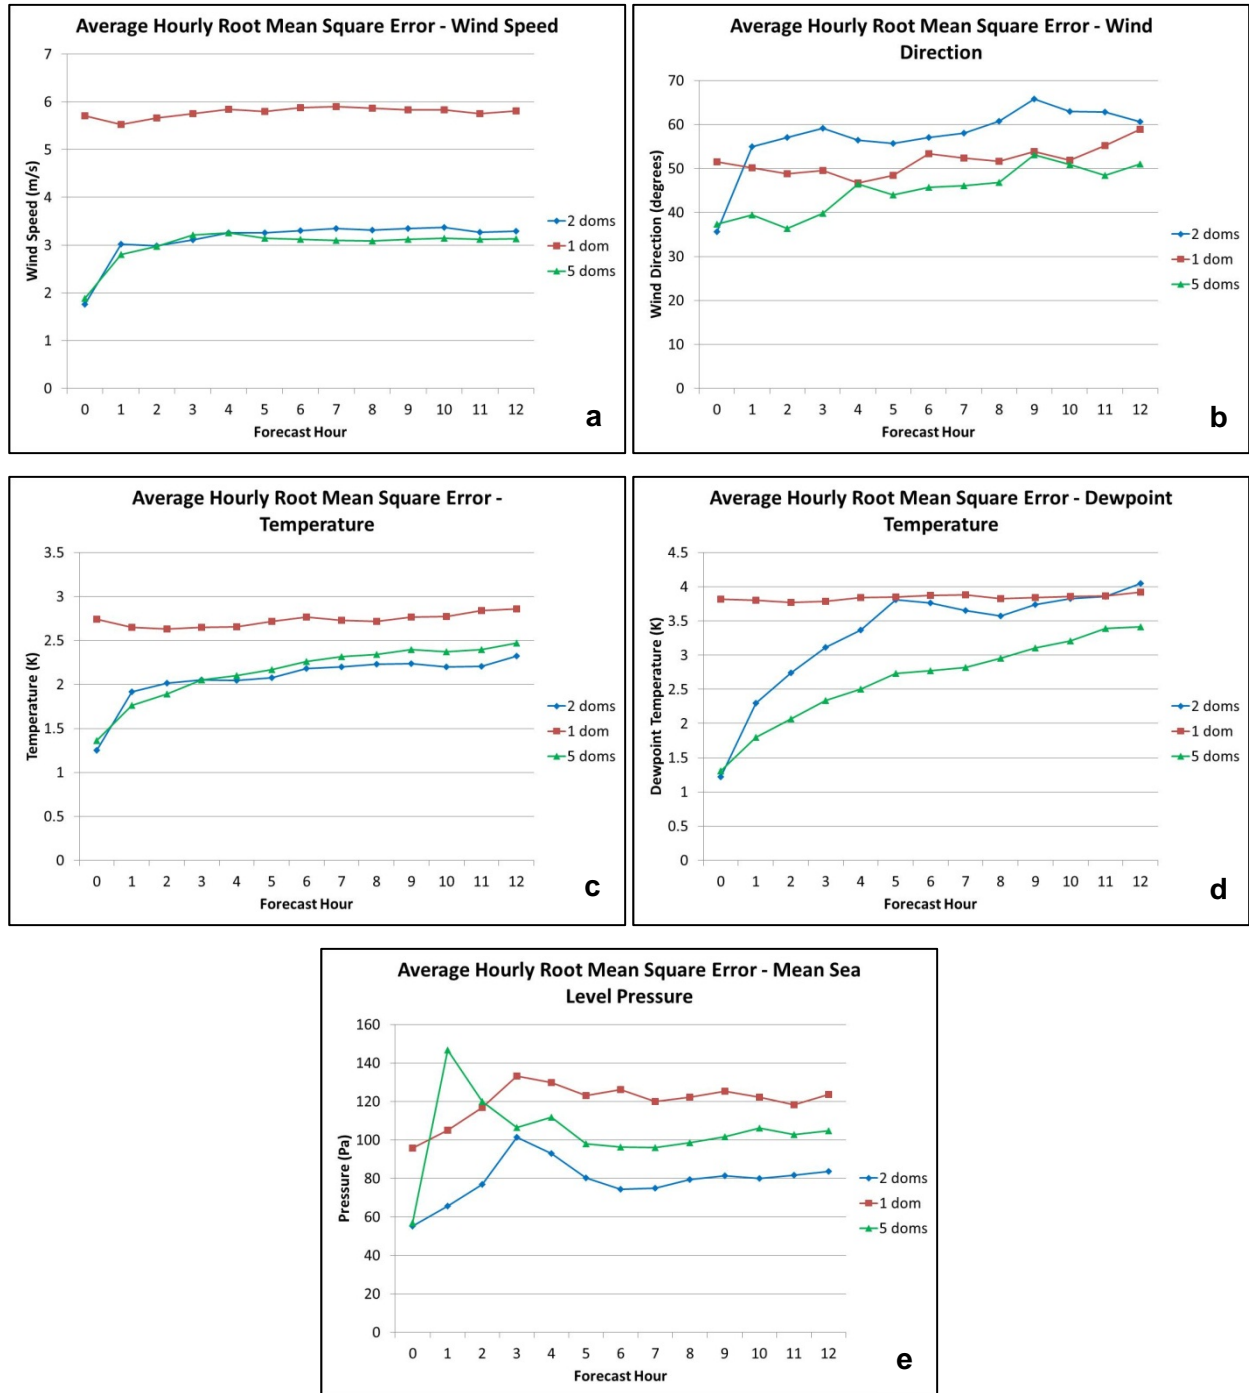 Average Hourly Root Mean Square Error - Wind Speed
7
6
5
4
3
2
1
0
Wind Speed (m/s)
0 1 2 3 4 5 6 7 8 9 10 11 12
Forecast Hour
2 doms
1 dom
5 doms
a
Average Hourly Root Mean Square Error - Wind
Direction
70
60
50
40
30
20
10
0
Wind Direction (degrees)
0 1 2 3 4 5 6 7 8 9 10 11 12
Forecast Hour
2 doms
1 dom
5 doms
b
Average Hourly Root Mean Square Error -
Temperature
3.5
3
2.5
2
1.5
1
0.5
0
Temperature (K)
0 1 2 3 4 5 6 7 8 9 10 11 12
Forecast Hour
2 doms
1 dom
5 doms
c
Average Hourly Root Mean Square Error - Dewpoint
Temperature
4.5
4
3.5
3
2.5
2
1.5
1
0.5
0
Dewpoint Temperature (K)
0 1 2 3 4 5 6 7 8 9 10 11 12
Forecast Hour
2 doms
1 dom
5 doms
d
Average Hourly Root Mean Square Error - Mean Sea
Level Pressure
160
140
120
100
80
60
40
20
0
Pressure (Pa)
0 1 2 3 4 5 6 7 8 9 10 11 12
Forecast Hour
2 doms
1 dom
5 doms
e